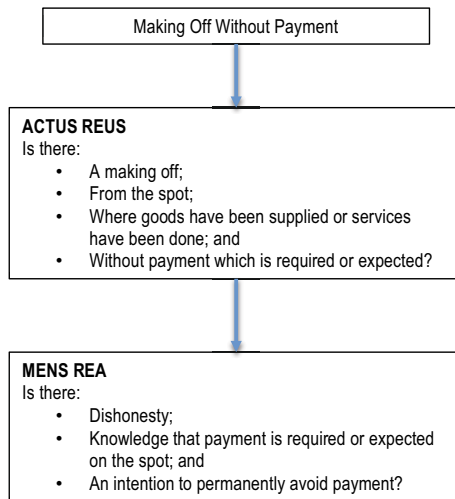 Making Off Without Payment
ACTUS REUS
Is there:
• A making off;
• From the spot;
• Where goods have been supplied or services
have been done; and
• Without payment which is required or expected?
MENS REA
Is there:
• Dishonesty;
• Knowledge that payment is required or expected
on the spot; and
• An intention to permanently avoid payment?